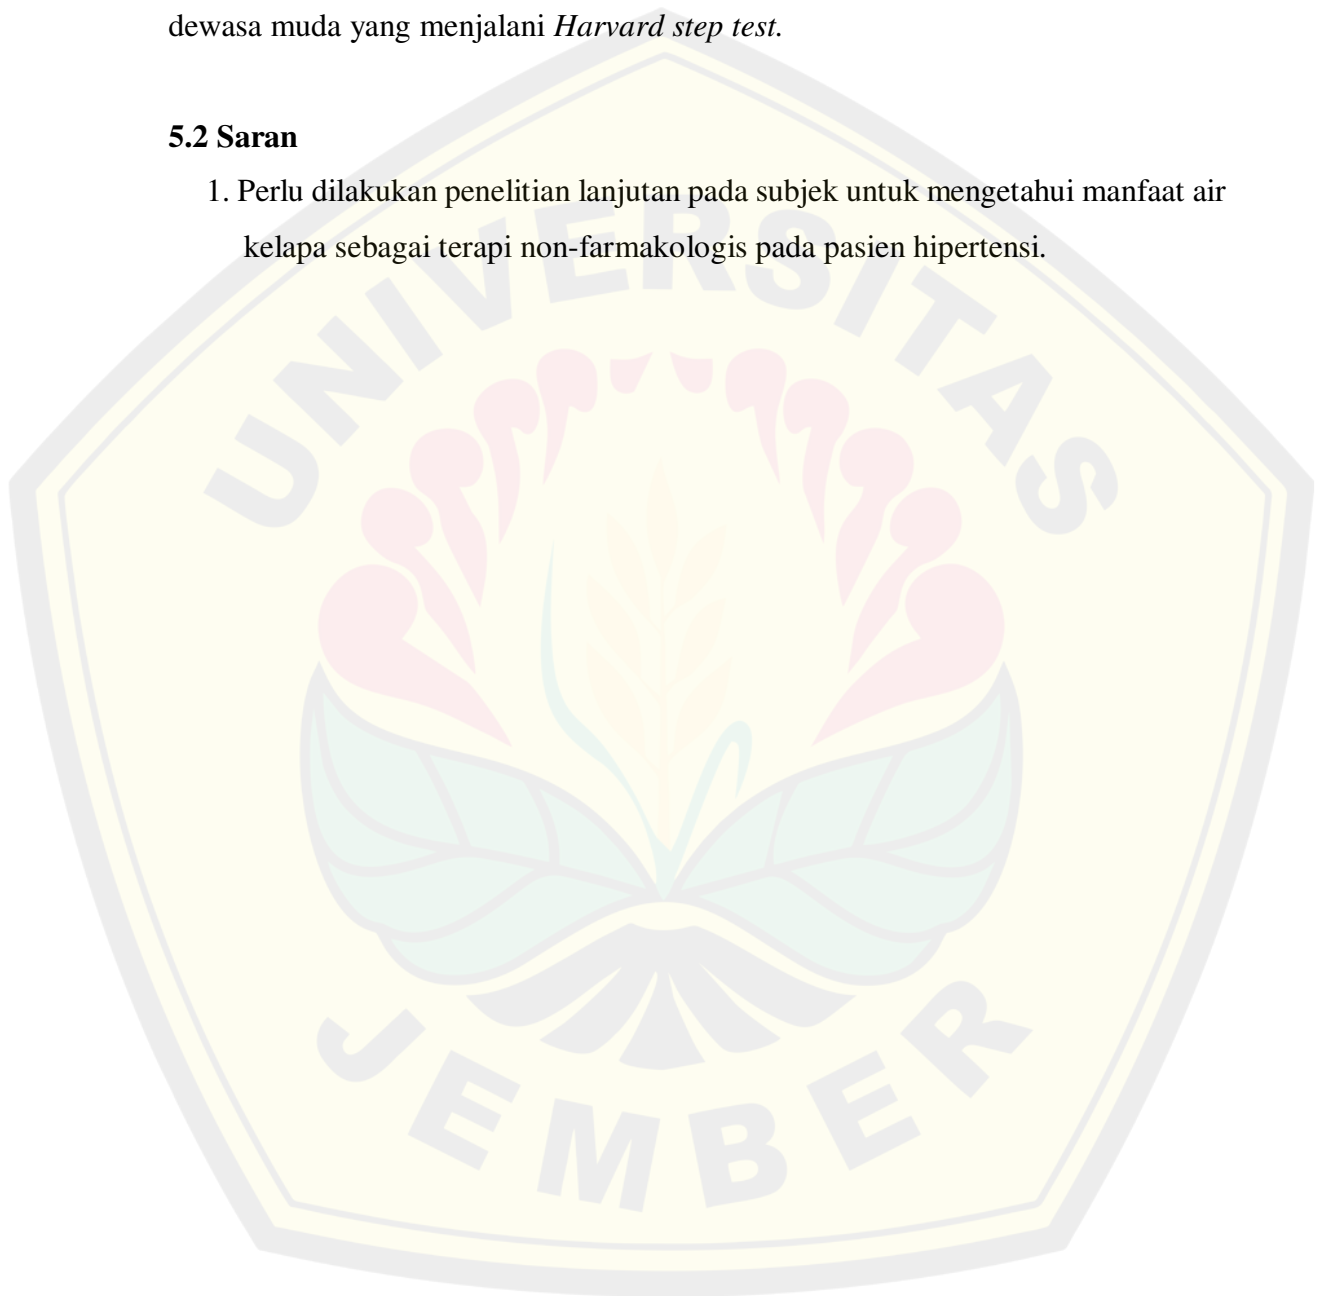 dewasa muda yang menjalani Harvard step test.
5.2 Saran
1. Perlu dilakukan penelitian lanjutan pada subjek untuk mengetahui manfaat air
kelapa sebagai terapi non-farmakologis pada pasien hipertensi.
UNIVERSITAS
JEMBER